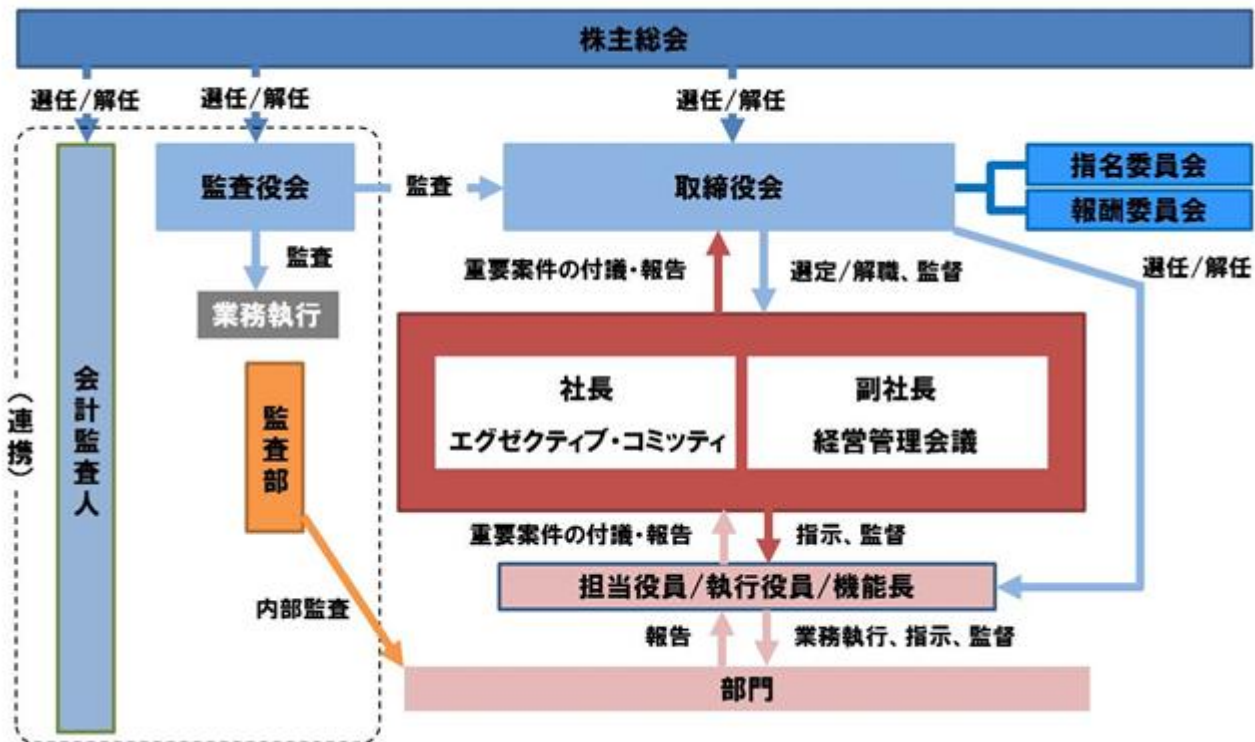 株主総会
選任/解任
選任/解任
選任/解任
監査役会
監査
取締役会
指名委員会
報酬委員会
監査
重要案件の付議・報告
選定/解職、監督
選任/解任
業務執行
社長
エグゼクティブ・コミッティ
副社長
経営管理会議
(連携)
会計監査人
監査部
重要案件の付議・報告
指示、監督
担当役員/執行役員/機能長
内部監査
報告
業務執行、指示、監督
部門